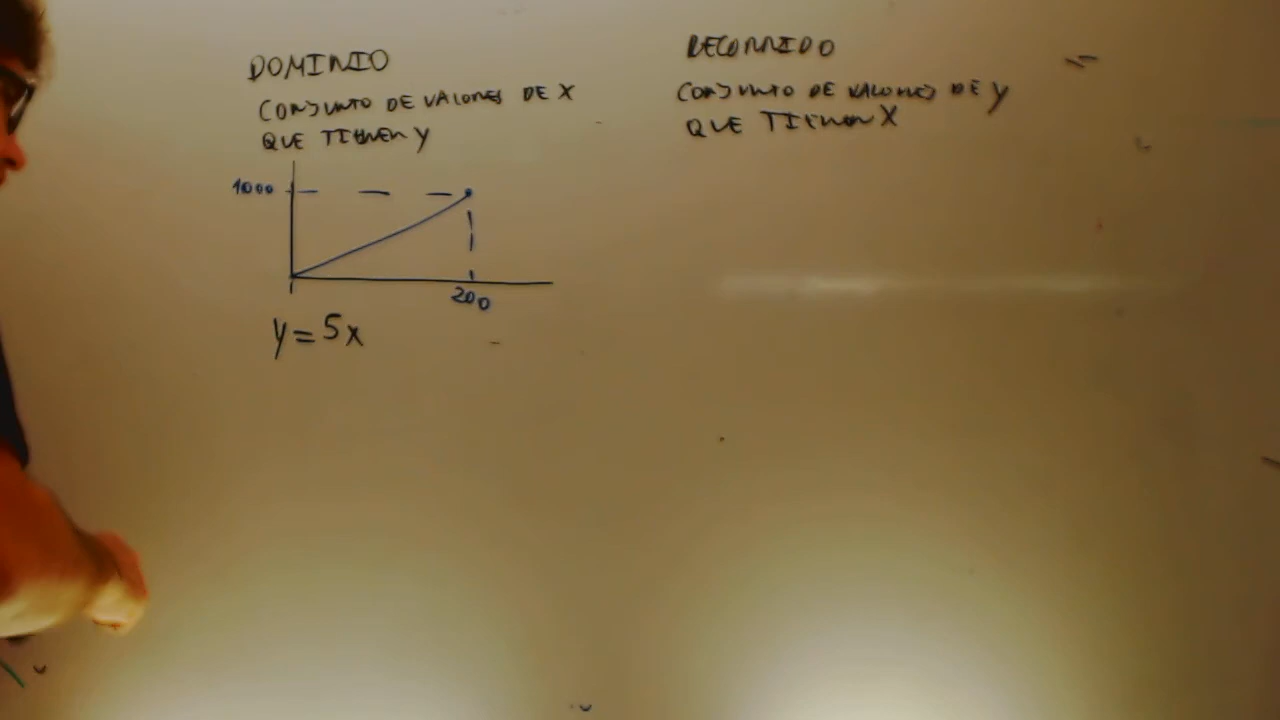 DOMINIO
CONJUNTO DE VALORES DE X
QUE TIENEN Y
1000
200
y = 5x
RECORRIDO
CONJUNTO DE VALORES DE Y
QUE TIENEN X